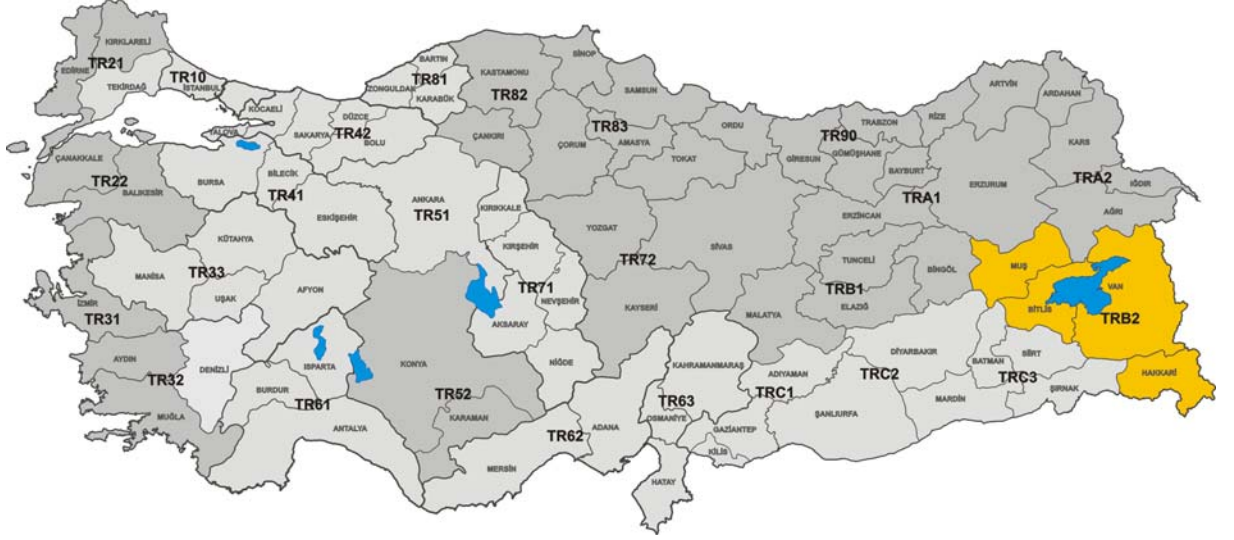 KIRKLARELİ
EDİRNE
TR21
TEKİRDAĞ
TR10
İSTANBUL
KOCAELİ
YALOVA
SAKARYA
DÜZCE
TR42
BOLU
BARTIN
TR81
ZONGULDAK
KARABÜK
KASTAMONU
TR82
ÇANKIRI
SİNOP
SAMSUN
TR83
ÇORUM
AMASYA
TOKAT
ORDU
GİRESUN
TR90
TRABZON
GÜMÜŞHANE
RİZE
ARTVİN
ARDAHAN
KARS
TRA2
IĞDIR
AĞRI
BAYBURT
TRA1
ERZURUM
ERZİNCAN
ÇANAKKALE
TR22
BALIKESİR
BURSA
BİLECİK
TR41
ESKİŞEHİR
ANKARA
TR51
KIRIKKALE
KIRŞEHİR
TR71
NEVŞEHİR
AKSARAY
NİĞDE
YOZGAT
TR72
SİVAS
KAYSERİ
TUNCELİ
BİNGÖL
TRB1
ELAZIĞ
MALATYA
MUŞ
BİTLİS
VAN
TRB2
HAKKARİ
MANİSA
KÜTAHYA
TR33
UŞAK
AFYON
İZMİR
TR31
AYDIN
TR32
DENİZLİ
MUĞLA
ISPARTA
BURDUR
TR61
ANTALYA
KONYA
TR52
KARAMAN
TR62
MERSİN
ADANA
KAHRAMANMARAŞ
TR63
OSMANİYE
HATAY
ADIYAMAN
TRC1
GAZİANTEP
KİLİS
DİYARBAKIR
TRC2
ŞANLIURFA
BATMAN
SİİRT
TRC3
MARDİN
ŞIRNAK